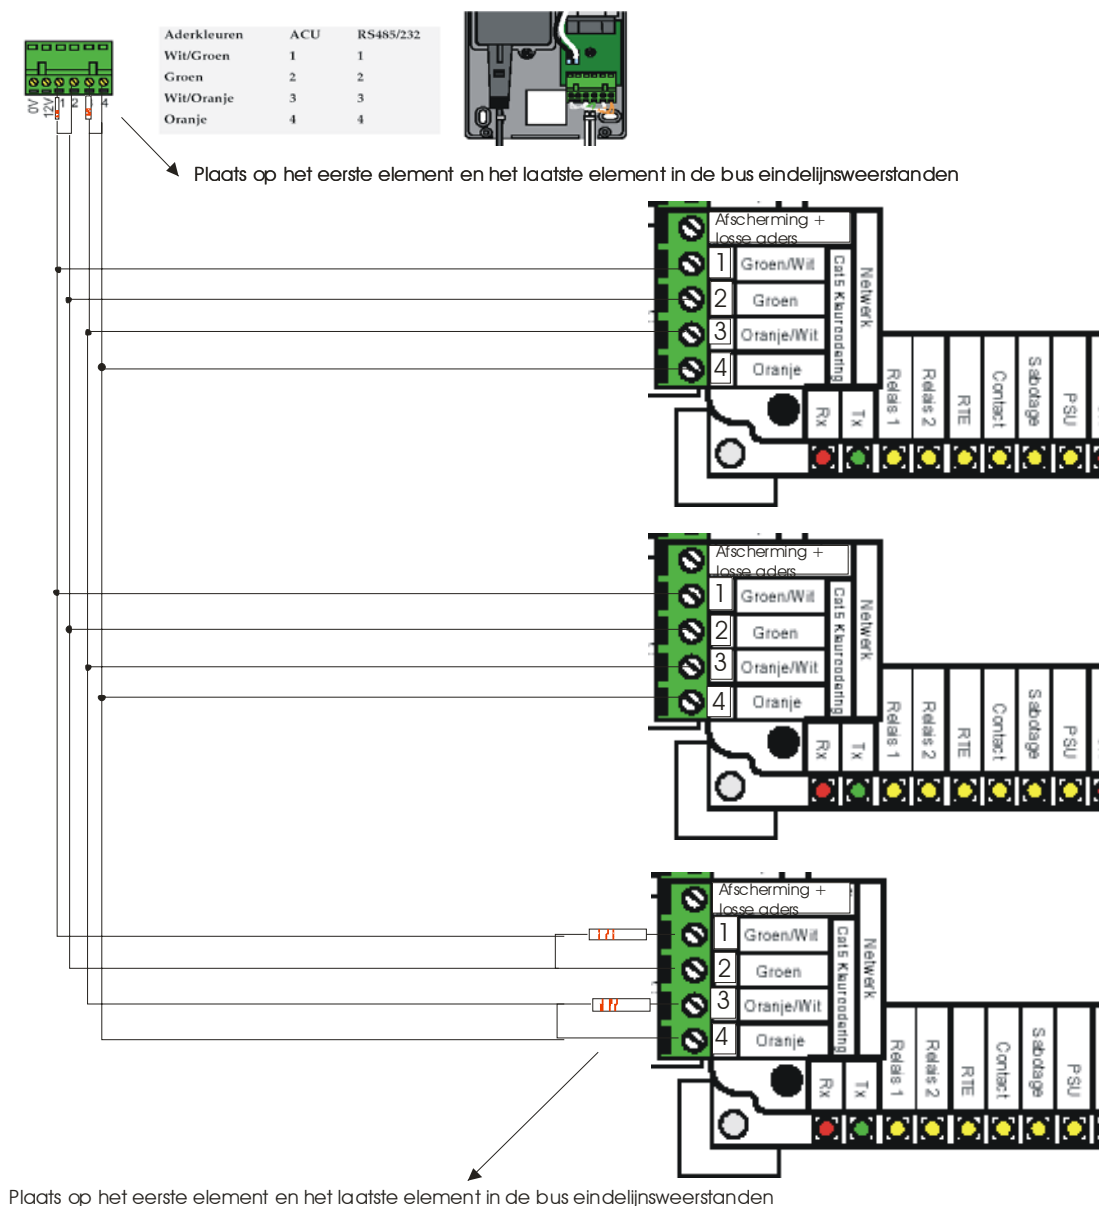 Aderkleuren ACU RS485/232
Wit/Groen 1 1
Groen 2 2
Wit/Oranje 3 3
Oranje 4 4
0V 12V 1 2 3 4
Plaats op het eerste element en het laatste element in de bus eindelijnsweerstanden
Afscherming +
losse aders
1 Groen/Wit
2 Groen
3 Oranje/Wit
4 Oranje
Cat5 Kleurcodering
Netwerk
Rx
Tx
Relais 1
Relais 2
RTE
Contact
Sabotage
PSU
Afscherming +
losse aders
1 Groen/Wit
2 Groen
3 Oranje/Wit
4 Oranje
Cat5 Kleurcodering
Netwerk
Rx
Tx
Relais 1
Relais 2
RTE
Contact
Sabotage
PSU
Afscherming +
losse aders
1 Groen/Wit
2 Groen
3 Oranje/Wit
4 Oranje
Cat5 Kleurcodering
Netwerk
Rx
Tx
Relais 1
Relais 2
RTE
Contact
Sabotage
PSU
Plaats op het eerste element en het laatste element in de bus eindelijnsweerstanden